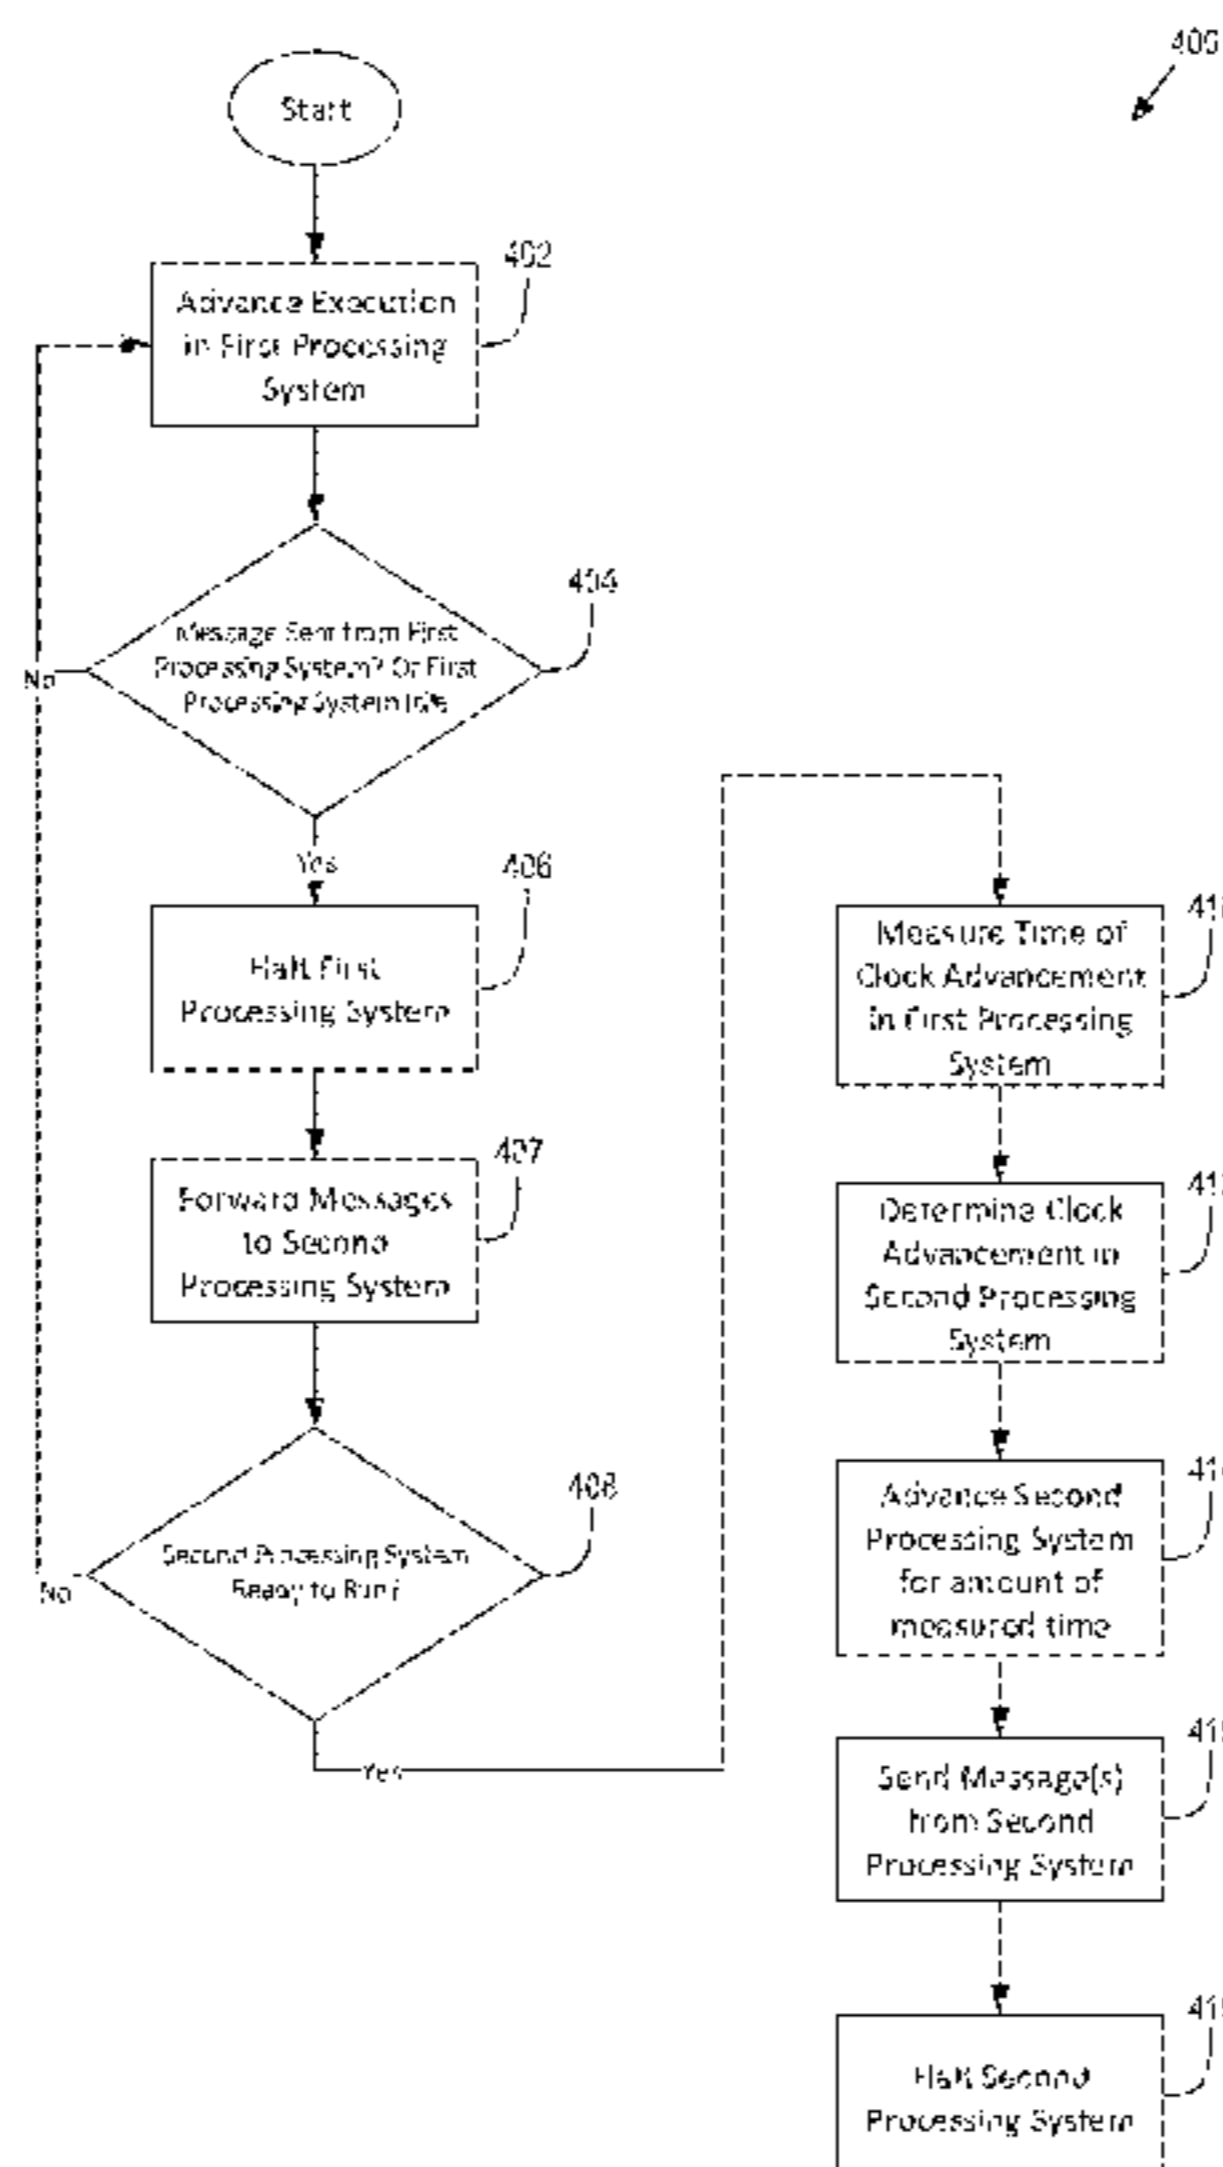 400
Start
402
Advance Execution
in First Processing
System
404
Message Sent from First
Processing System? Or First
Processing System Idle
No
Yes
406
Halt First
Processing System
407
Forward Messages
to Second
Processing System
408
Second Processing System
Ready to Run?
No
Yes
Measure Time of
Clock Advancement
in First Processing
System
Determine Clock
Advancement in
Second Processing
System
Advance Second
Processing System
for amount of
measured time
Send Message(s)
from Second
Processing System
Halt Second
Processing System